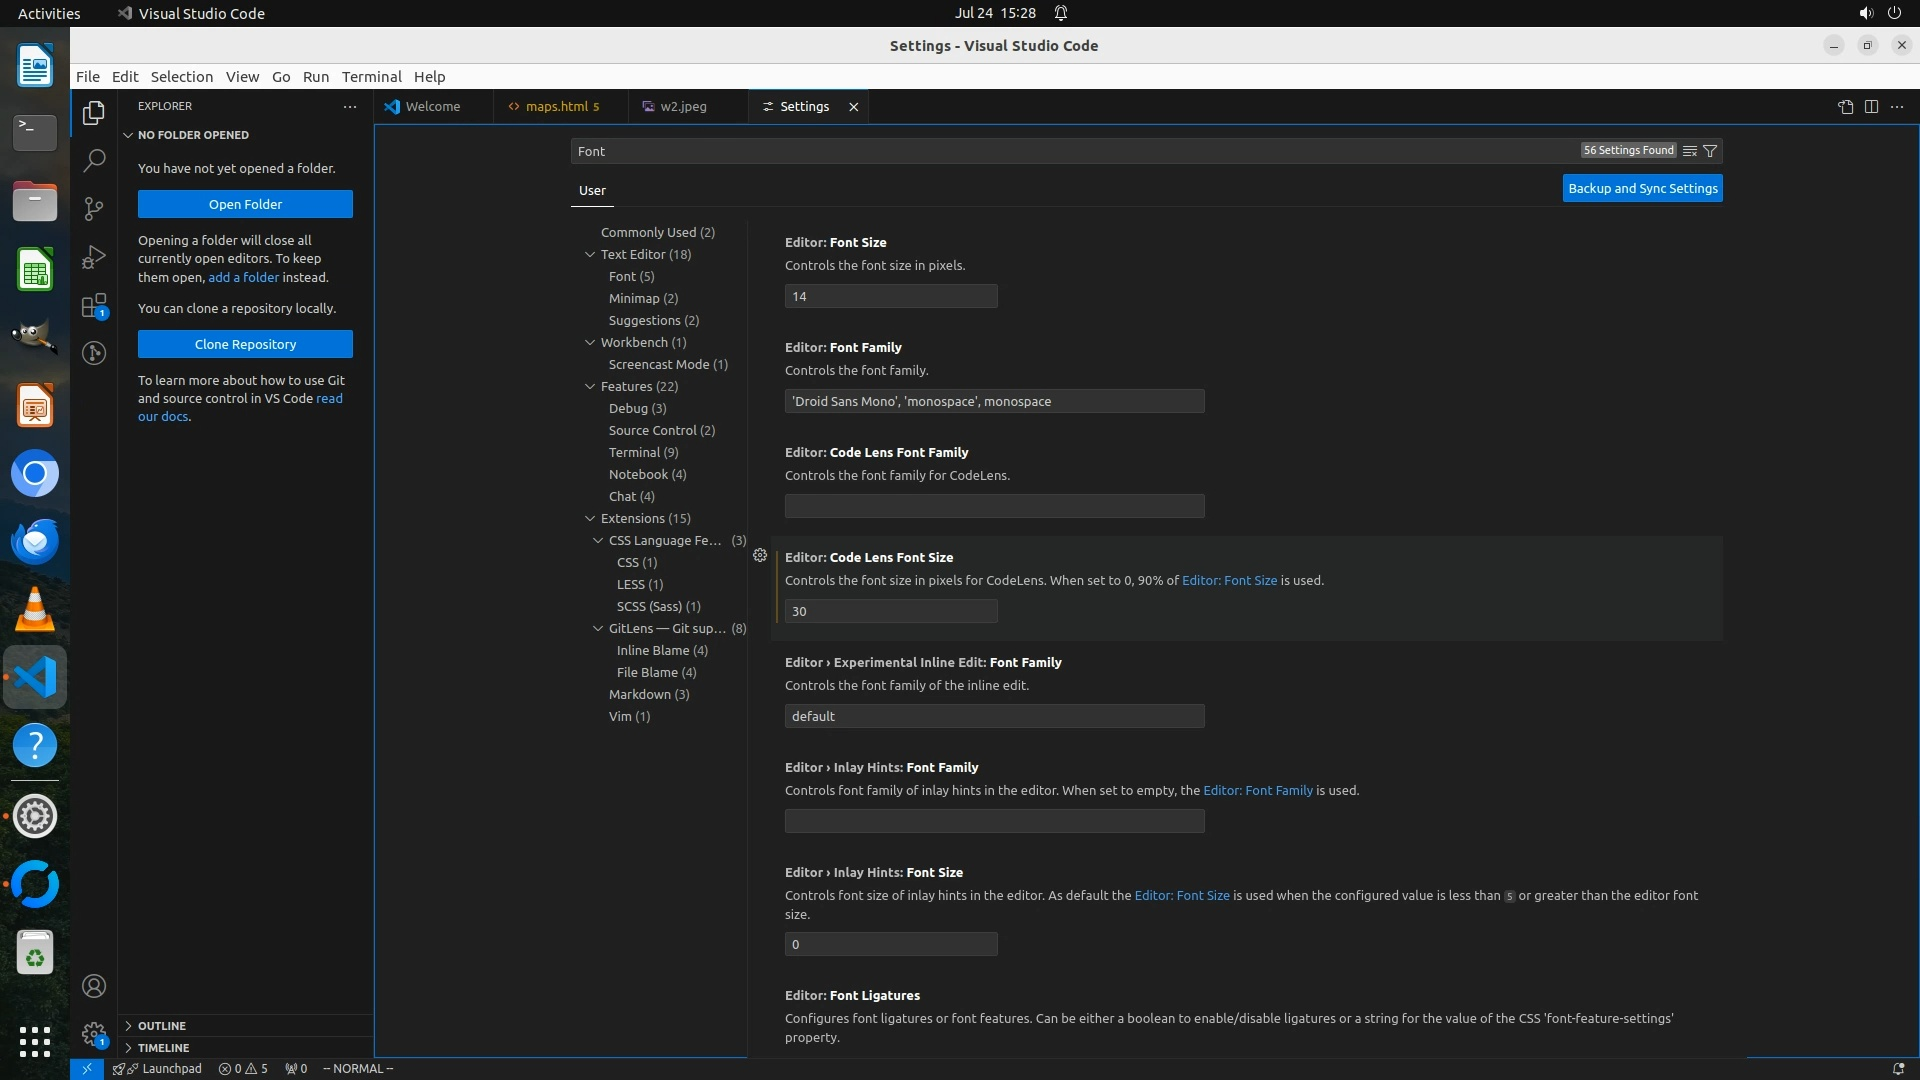 Activities
Visual Studio Code
Jul 24 15:28
Settings - Visual Studio Code
File Edit Selection View Go Run Terminal Help
EXPLORER
Welcome
maps.html 5
w2.jpeg
Settings
NO FOLDER OPENED
You have not yet opened a folder.
Open Folder
Opening a folder will close all
currently open editors. To keep
them open, add a folder instead.
You can clone a repository locally.
Clone Repository
To learn more about how to use Git
and source control in VS Code read
our docs.
OUTLINE
TIMELINE
1
1
Font
56 Settings Found
User
Backup and Sync Settings
Commonly Used (2)
Text Editor (18)
Font (5)
Minimap (2)
Suggestions (2)
Workbench (1)
Screencast Mode (1)
Features (22)
Debug (3)
Source Control (2)
Terminal (9)
Notebook (4)
Chat (4)
Extensions (15)
CSS Language Fe... (3)
CSS (1)
LESS (1)
SCSS (Sass) (1)
GitLens — Git sup... (8)
Inline Blame (4)
File Blame (4)
Markdown (3)
Vim (1)
Editor: Font Size
Controls the font size in pixels.
14
Editor: Font Family
Controls the font family.
'Droid Sans Mono', 'monospace', monospace
Editor: Code Lens Font Family
Controls the font family for CodeLens.
Editor: Code Lens Font Size
Controls the font size in pixels for CodeLens. When set to 0, 90% of Editor: Font Size is used.
30
Editor › Experimental Inline Edit: Font Family
Controls the font family of the inline edit.
default
Editor › Inlay Hints: Font Family
Controls font family of inlay hints in the editor. When set to empty, the Editor: Font Family is used.
Editor › Inlay Hints: Font Size
Controls font size of inlay hints in the editor. As default the Editor: Font Size is used when the configured value is less than 5 or greater than the editor font
size.
0
Editor: Font Ligatures
Configures font ligatures or font features. Can be either a boolean to enable/disable ligatures or a string for the value of the CSS 'font-feature-settings'
property.
Launchpad
0 5
0
-- NORMAL --